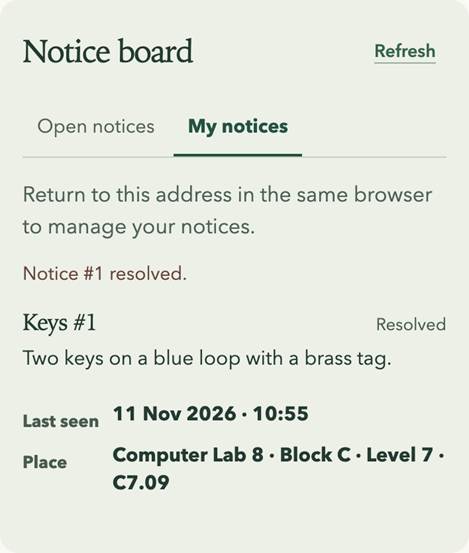 Notice board
Refresh
Open notices
My notices
Return to this address in the same browser
to manage your notices.
Notice #1 resolved.
Keys #1
Resolved
Two keys on a blue loop with a brass tag.
Last seen
11 Nov 2026 · 10:55
Place
Computer Lab 8 · Block C · Level 7 ·
C7.09